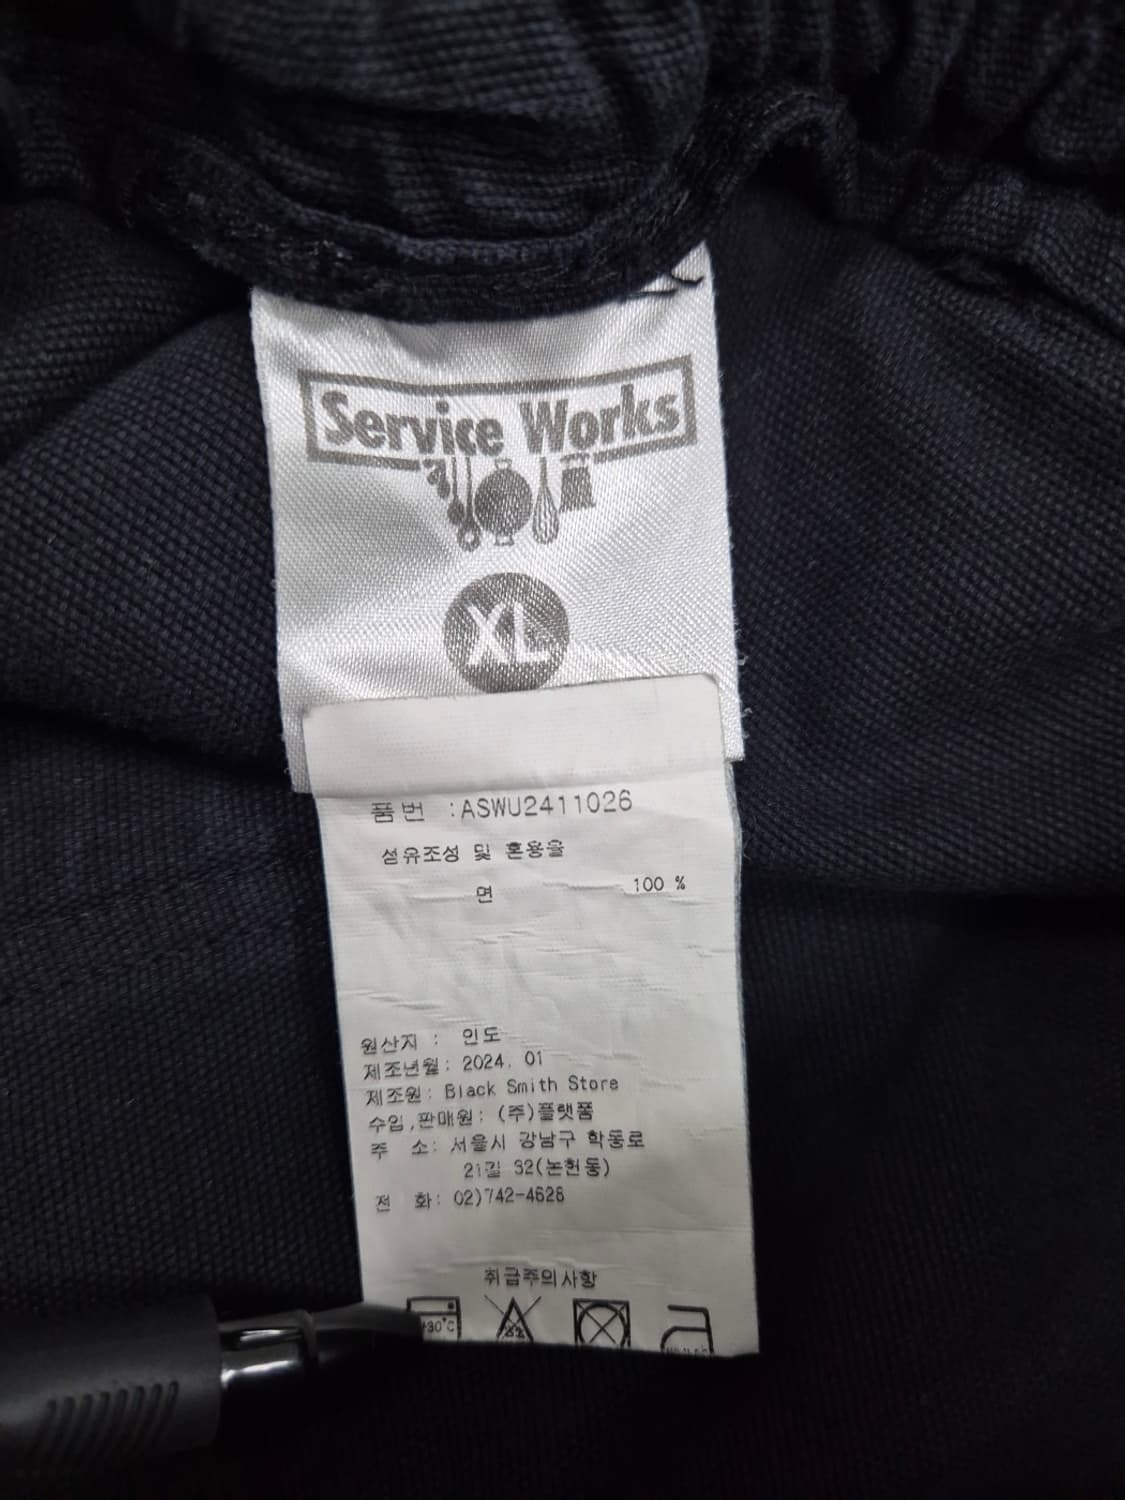 Service Works
XL
품번 :ASWU2411026
섬유조성 및 혼용율
면 100 %
원산지 : 인도
제조년월: 2024. 01
제조원: Black Smith Store
수입,판매원: (주)플랫폼
주 소: 서울시 강남구 학동로
21길 32(논현동)
전 화: 02)742-4628
취급주의사항
30℃